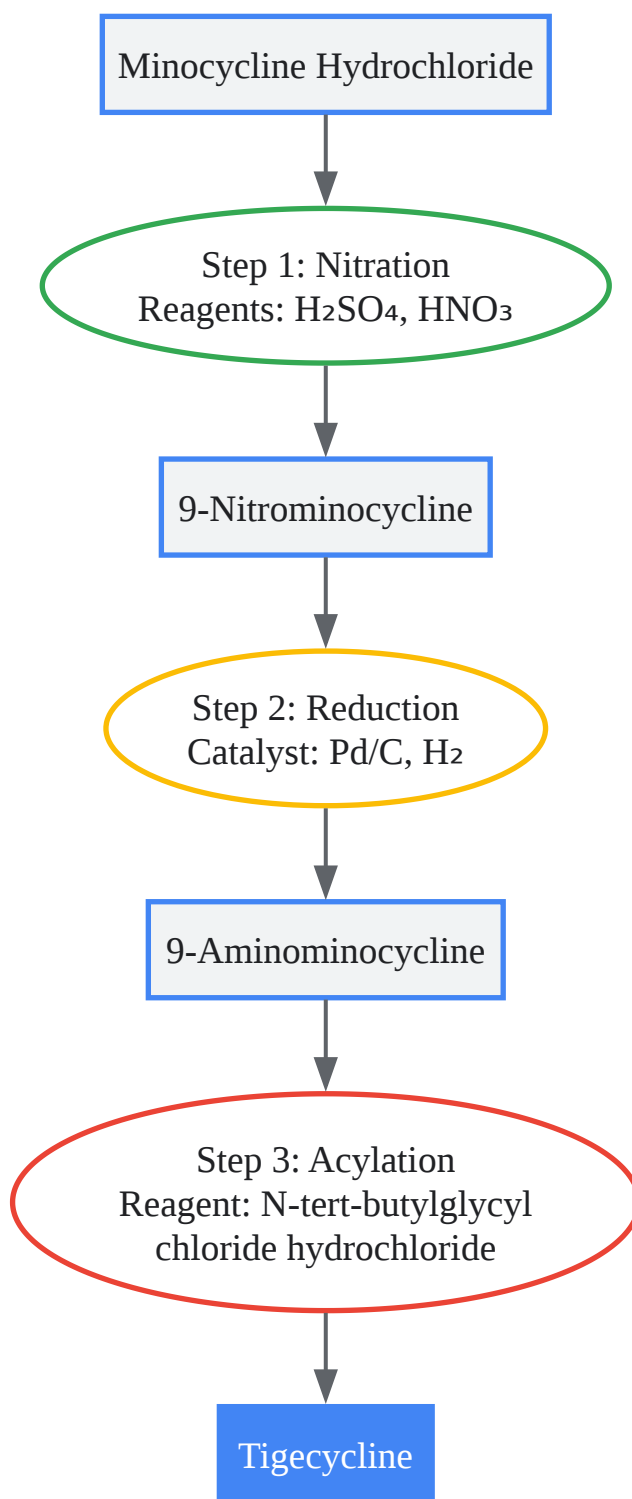 Minocycline Hydrochloride
Step 1: Nitration
Reagents: H₂SO₄, HNO₃
9-Nitrominocycline
Step 2: Reduction
Catalyst: Pd/C, H₂
9-Aminominocycline
Step 3: Acylation
Reagent: N-tert-butylglycyl
chloride hydrochloride
Tigecycline